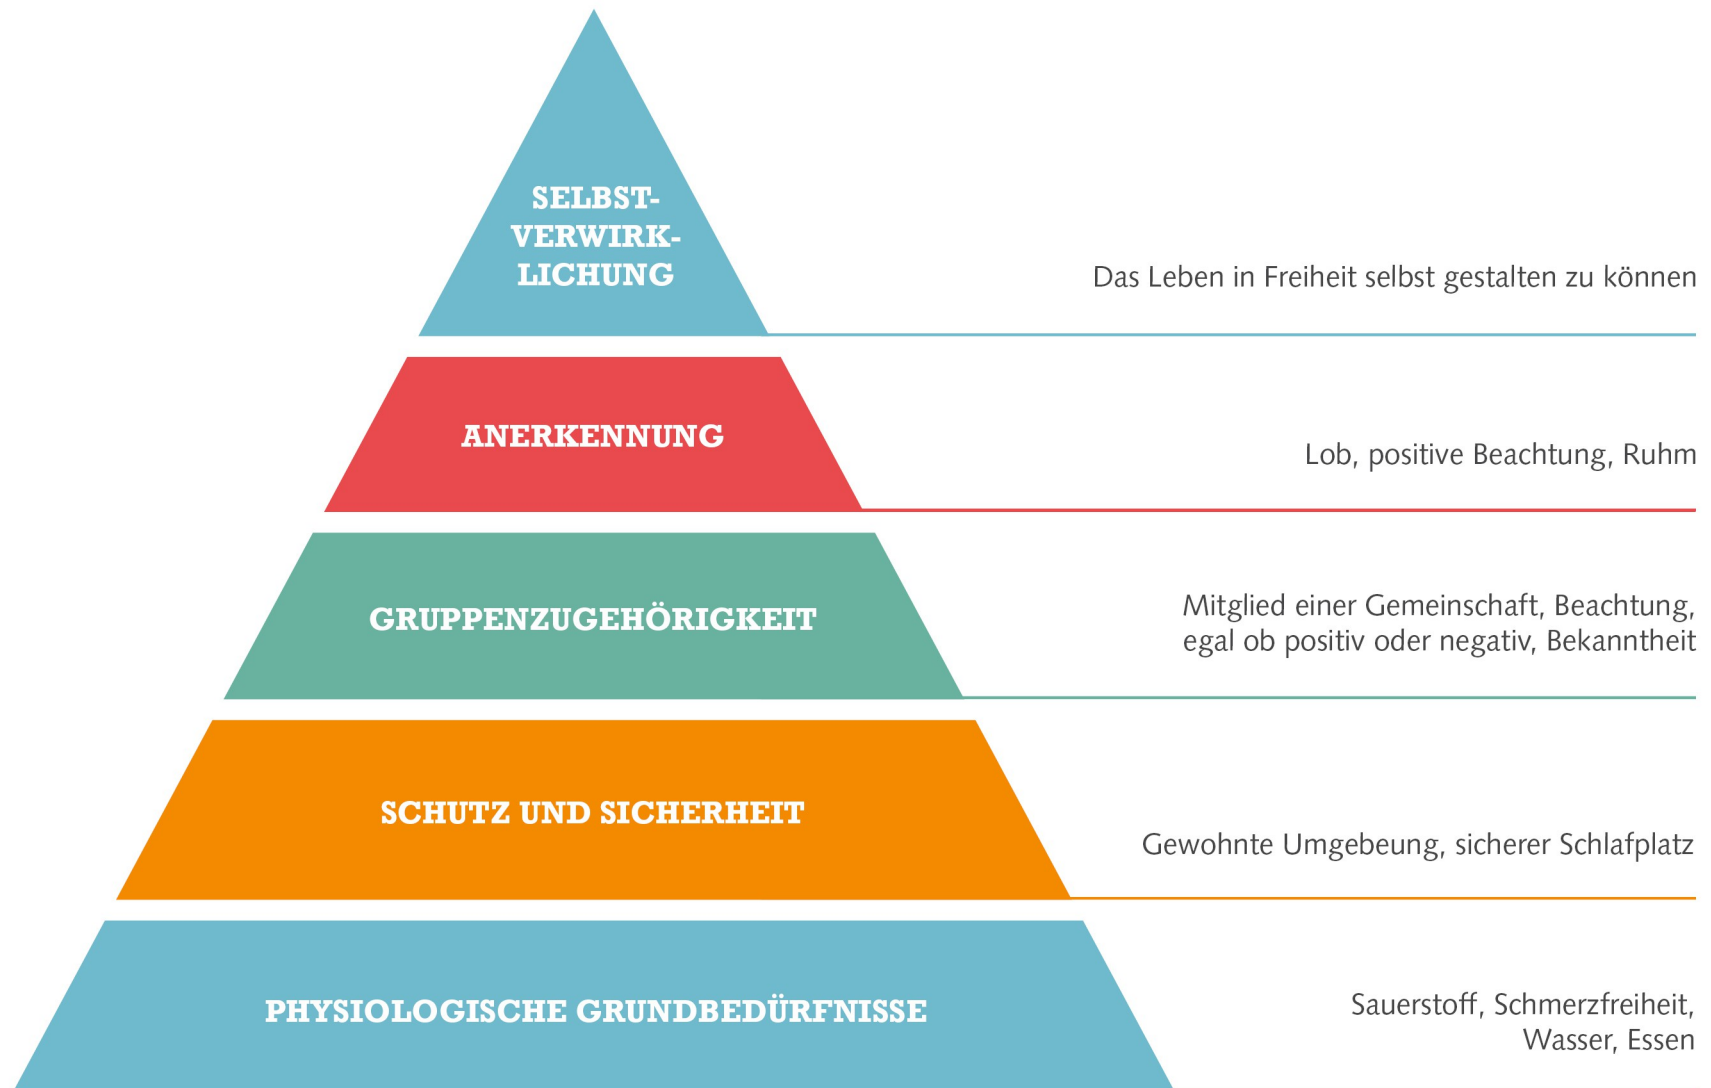 SELBST-
VERWIRK-
LICHUNG
Das Leben in Freiheit selbst gestalten zu können
ANERKENNUNG
Lob, positive Beachtung, Ruhm
GRUPPENZUGEHÖRIGKEIT
Mitglied einer Gemeinschaft, Beachtung,
egal ob positiv oder negativ, Bekanntheit
SCHUTZ UND SICHERHEIT
Gewohnte Umgebeung, sicherer Schlafplatz
PHYSIOLOGISCHE GRUNDBEDÜRFNISSE
Sauerstoff, Schmerzfreiheit,
Wasser, Essen